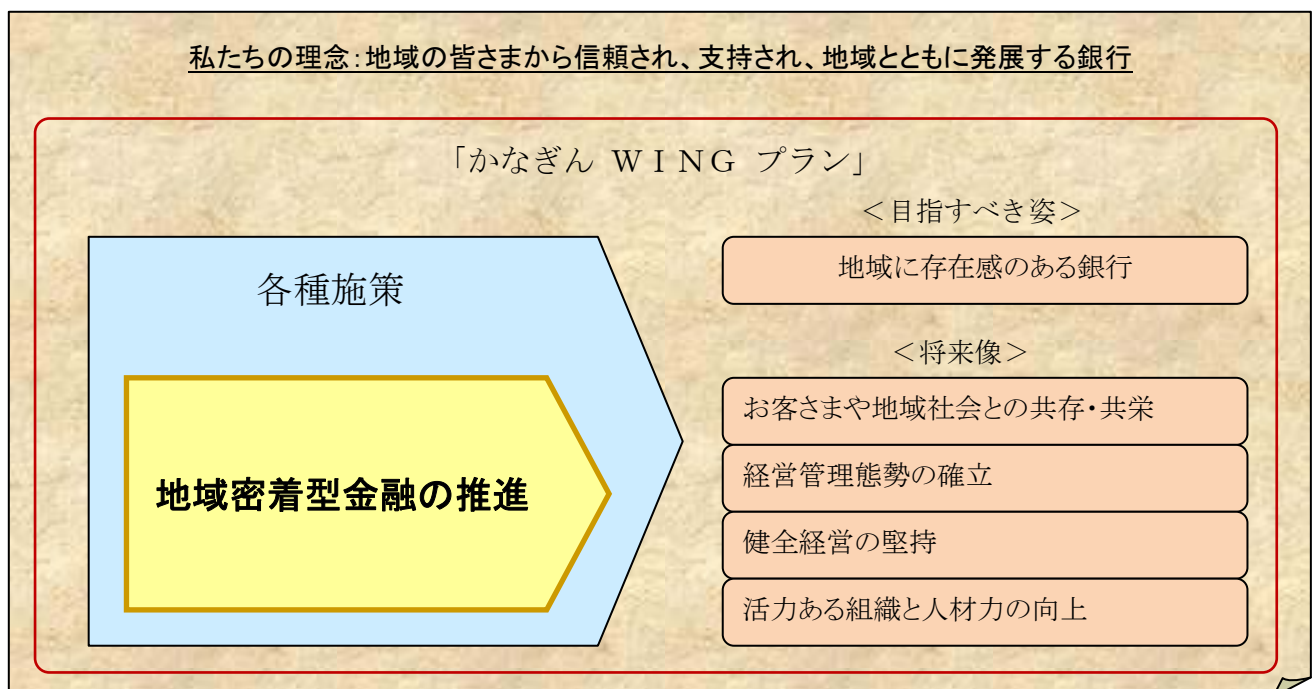 私たちの理念：地域の皆さまから信頼され、支持され、地域とともに発展する銀行
「かなぎん ＷＩＮＧ プラン」
＜目指すべき姿＞
地域に存在感のある銀行
各種施策
＜将来像＞
お客さまや地域社会との共存・共栄
経営管理態勢の確立
地域密着型金融の推進
健全経営の堅持
活力ある組織と人材力の向上